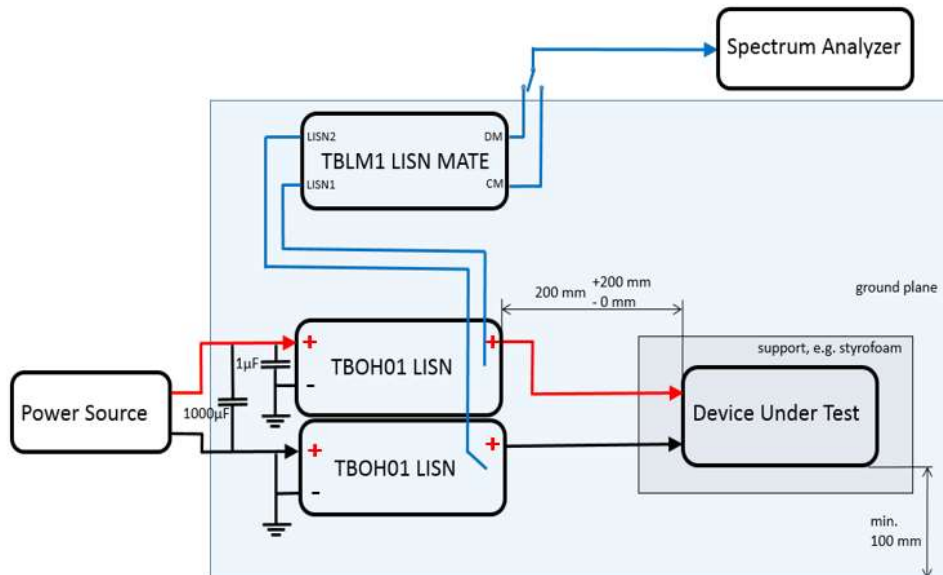 Spectrum Analyzer
LISN2
DM
TBLM1 LISN MATE
LISN1
CM
200 mm +200 mm
- 0 mm
ground plane
support, e.g. styrofoam
+
+
1µF
TBOH01 LISN
-
Power Source
1000µF
Device Under Test
+
+
TBOH01 LISN
-
min.
100 mm